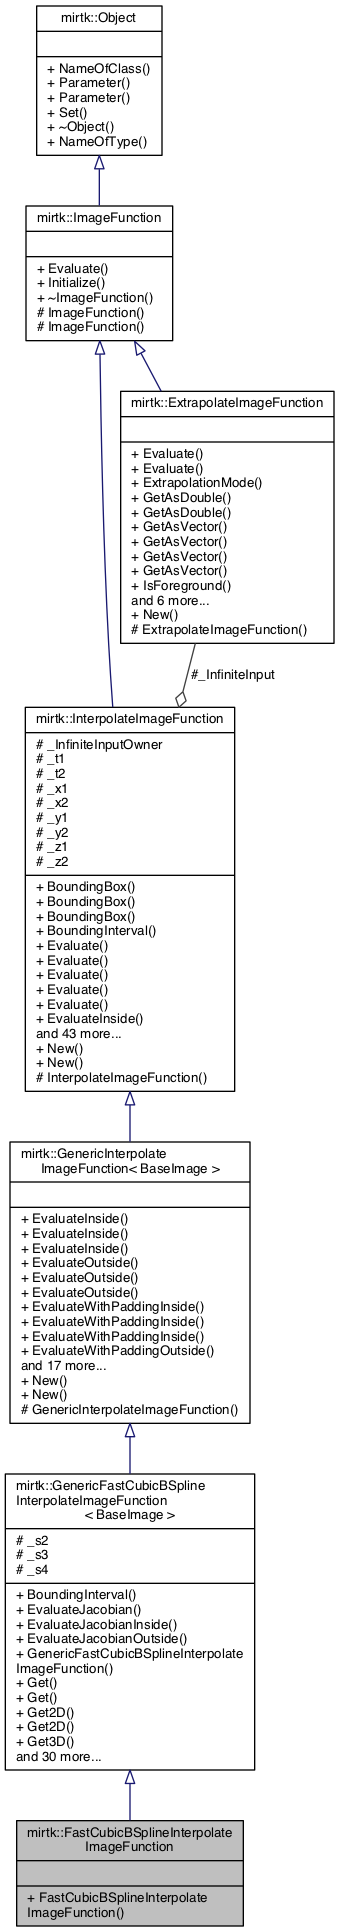 mirtk::Object
+ NameOfClass()
+ Parameter()
+ Parameter()
+ Set()
+ ~Object()
+ NameOfType()
mirtk::ImageFunction
+ Evaluate()
+ Initialize()
+ ~ImageFunction()
# ImageFunction()
# ImageFunction()
mirtk::ExtrapolateImageFunction
+ Evaluate()
+ Evaluate()
+ ExtrapolationMode()
+ GetAsDouble()
+ GetAsDouble()
+ GetAsVector()
+ GetAsVector()
+ GetAsVector()
+ GetAsVector()
+ IsForeground()
and 6 more...
+ New()
# ExtrapolateImageFunction()
#_InfiniteInput
mirtk::InterpolateImageFunction
# _InfiniteInputOwner
# _t1
# _t2
# _x1
# _x2
# _y1
# _y2
# _z1
# _z2
+ BoundingBox()
+ BoundingBox()
+ BoundingBox()
+ BoundingInterval()
+ Evaluate()
+ Evaluate()
+ Evaluate()
+ Evaluate()
+ Evaluate()
+ EvaluateInside()
and 43 more...
+ New()
+ New()
# InterpolateImageFunction()
mirtk::GenericInterpolate
ImageFunction< BaseImage >
+ EvaluateInside()
+ EvaluateInside()
+ EvaluateInside()
+ EvaluateOutside()
+ EvaluateOutside()
+ EvaluateOutside()
+ EvaluateWithPaddingInside()
+ EvaluateWithPaddingInside()
+ EvaluateWithPaddingInside()
+ EvaluateWithPaddingOutside()
and 17 more...
+ New()
+ New()
# GenericInterpolateImageFunction()
mirtk::GenericFastCubicBSpline
InterpolateImageFunction
< BaseImage >
# _s2
# _s3
# _s4
+ BoundingInterval()
+ EvaluateJacobian()
+ EvaluateJacobianInside()
+ EvaluateJacobianOutside()
+ GenericFastCubicBSplineInterpolate
ImageFunction()
+ Get()
+ Get()
+ Get2D()
+ Get2D()
+ Get3D()
and 30 more...
mirtk::FastCubicBSplineInterpolate
ImageFunction
+ FastCubicBSplineInterpolate
ImageFunction()